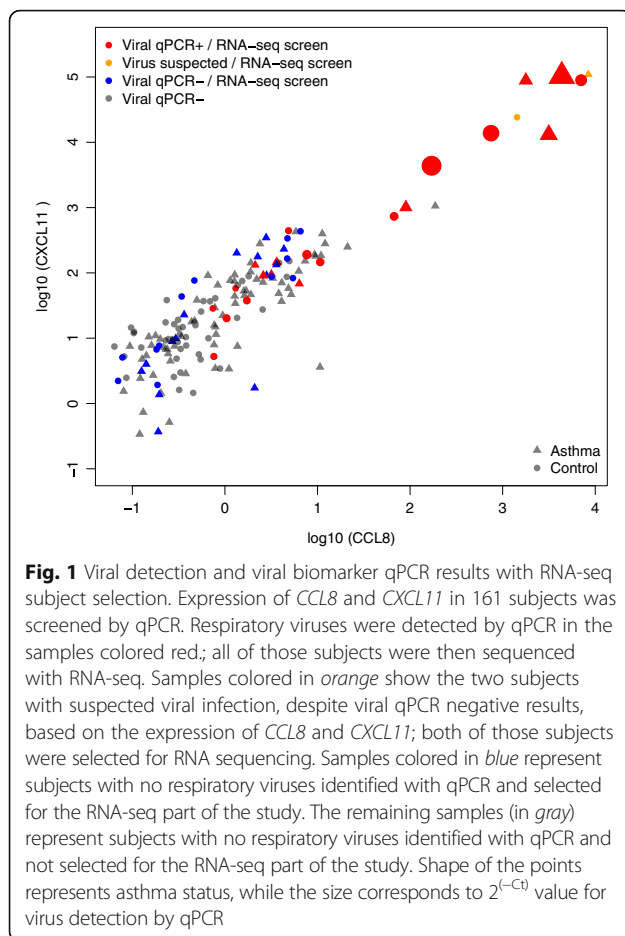 Viral qPCR+ / RNA−seq screen
Virus suspected / RNA−seq screen
Viral qPCR− / RNA−seq screen
Viral qPCR−
5
4
3
2
1
0
−1
log10 (CXCL11)
Asthma
Control
−1
0
1
2
3
4
log10 (CCL8)
Fig. 1 Viral detection and viral biomarker qPCR results with RNA-seq
subject selection. Expression of CCL8 and CXCL11 in 161 subjects was
screened by qPCR. Respiratory viruses were detected by qPCR in the
samples colored red.; all of those subjects were then sequenced
with RNA-seq. Samples colored in orange show the two subjects
with suspected viral infection, despite viral qPCR negative results,
based on the expression of CCL8 and CXCL11; both of those subjects
were selected for RNA sequencing. Samples colored in blue represent
subjects with no respiratory viruses identified with qPCR and selected
for the RNA-seq part of the study. The remaining samples (in gray)
represent subjects with no respiratory viruses identified with qPCR and
not selected for the RNA-seq part of the study. Shape of the points
represents asthma status, while the size corresponds to 2(−Ct) value for
virus detection by qPCR